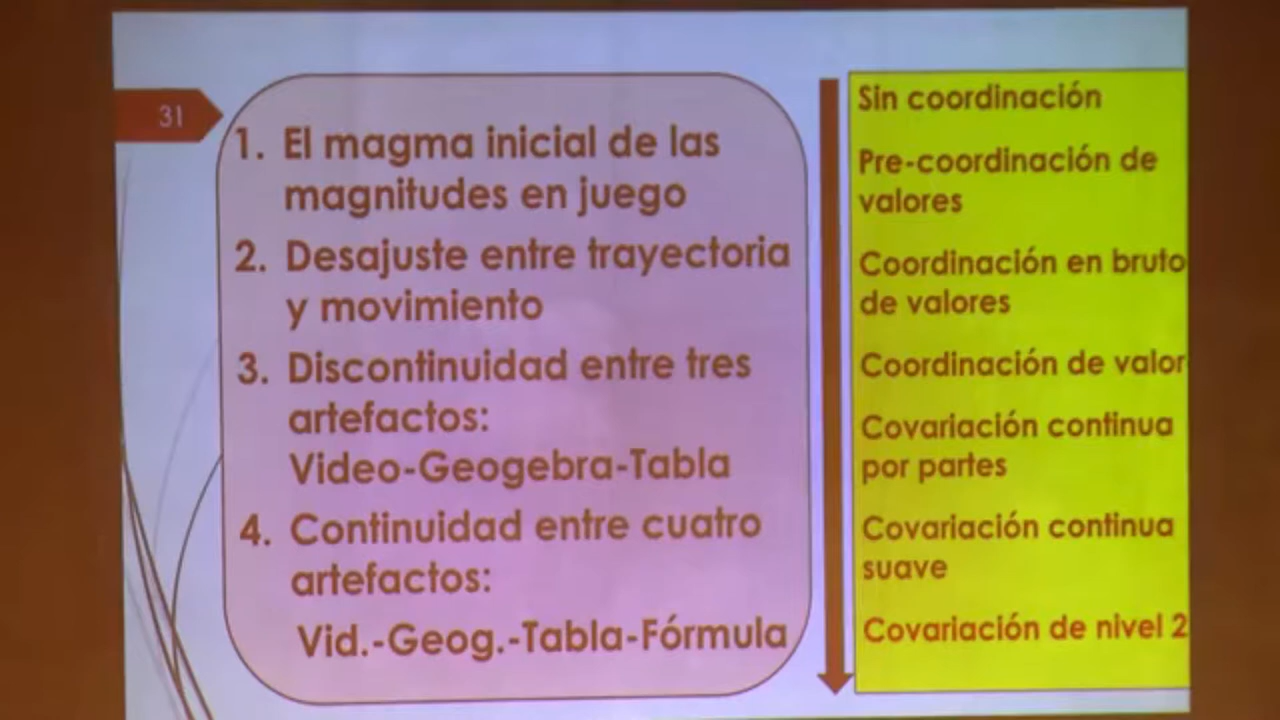 31
1. El magma inicial de las
magnitudes en juego
2. Desajuste entre trayectoria
y movimiento
3. Discontinuidad entre tres
artefactos:
Video-Geogebra-Tabla
4. Continuidad entre cuatro
artefactos:
Vid.-Geog.-Tabla-Fórmula
Sin coordinación
Pre-coordinación de
valores
Coordinación en bruto
de valores
Coordinación de valor
Covariación continua
por partes
Covariación continua
suave
Covariación de nivel 2